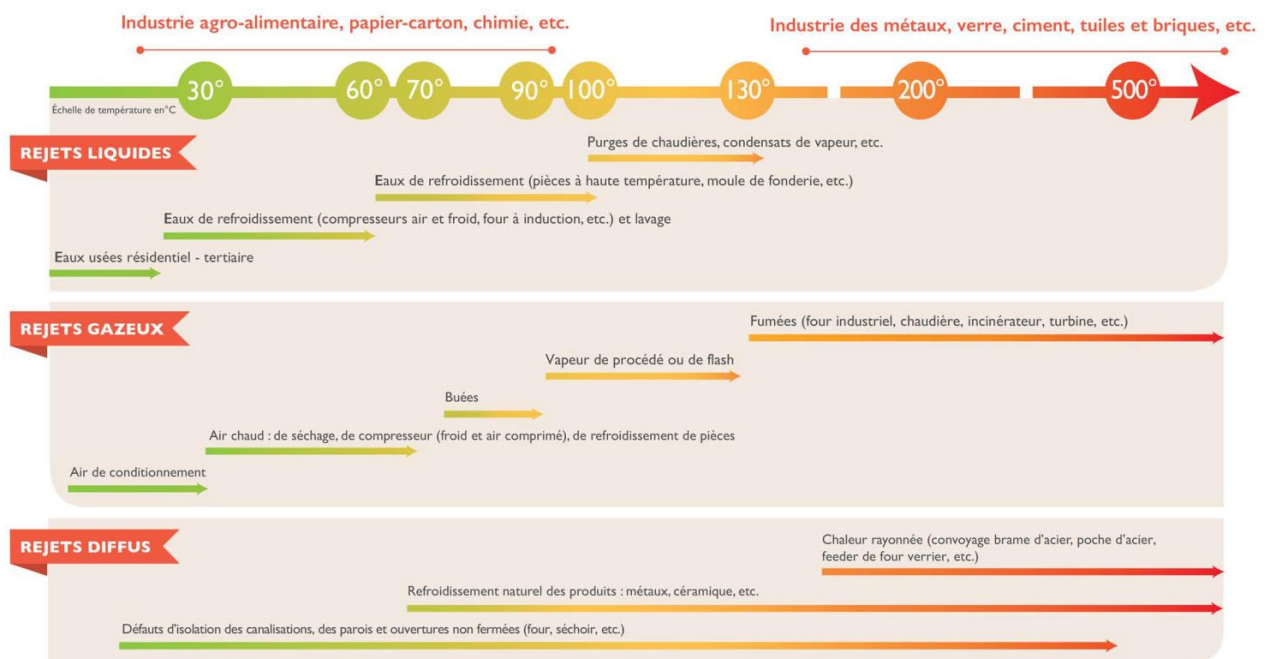 Industrie agro-alimentaire, papier-carton, chimie, etc.
Industrie des métaux, verre, ciment, tuiles et briques, etc.
30° 60° 70° 90° 100° 130° 200° 500°
Échelle de température en°C
REJETS LIQUIDES
Purges de chaudières, condensats de vapeur, etc.
Eaux de refroidissement (pièces à haute température, moule de fonderie, etc.)
Eaux de refroidissement (compresseurs air et froid, four à induction, etc.) et lavage
Eaux usées résidentiel - tertiaire
REJETS GAZEUX
Fumées (four industriel, chaudière, incinérateur, turbine, etc.)
Vapeur de procédé ou de flash
Buées
Air chaud : de séchage, de compresseur (froid et air comprimé), de refroidissement de pièces
Air de conditionnement
REJETS DIFFUS
Chaleur rayonnée (convoyage brame d'acier, poche d'acier,
feeder de four verrier, etc.)
Refroidissement naturel des produits : métaux, céramique, etc.
Défauts d'isolation des canalisations, des parois et ouvertures non fermées (four, séchoir, etc.)